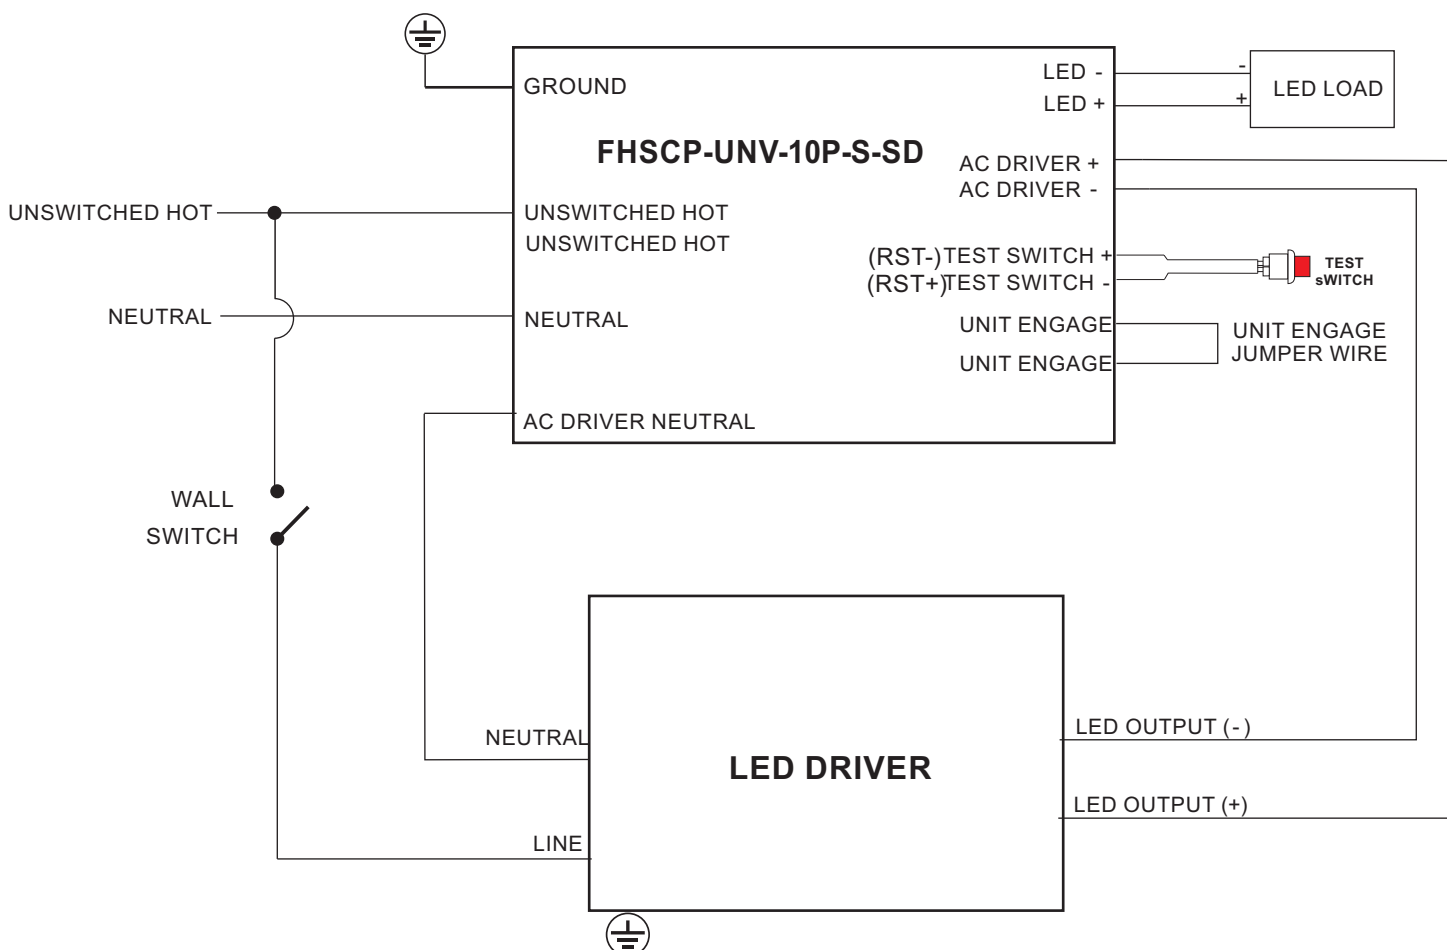 GROUND
FHSCP-UNV-10P-S-SD
LED -
LED +
-
+
LED LOAD
AC DRIVER +
AC DRIVER -
UNSWITCHED HOT
UNSWITCHED HOT
UNSWITCHED HOT
(RST-) TEST SWITCH +
(RST+) TEST SWITCH -
TEST
sWITCH
NEUTRAL
NEUTRAL
UNIT ENGAGE
UNIT ENGAGE
UNIT ENGAGE
JUMPER WIRE
AC DRIVER NEUTRAL
WALL
SWITCH
NEUTRAL
LED DRIVER
LINE
LED OUTPUT (-)
LED OUTPUT (+)